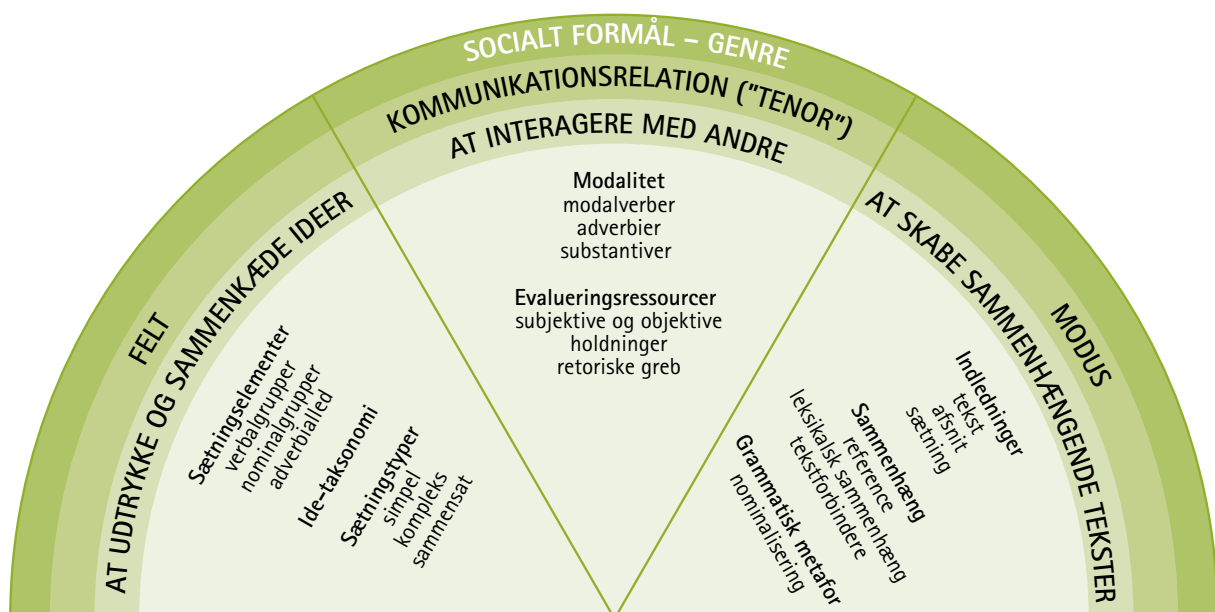 SOCIALT FORMÅL – GENRE
KOMMUNIKATIONSRELATION ("TENOR")
AT INTERAGERE MED ANDRE
Modalitet
modalverber
adverbier
substantiver
Evalueringsressourcer
subjektive og objektive
holdninger
retoriske greb
FELT
AT UDTRYKKE OG SAMMENKÆDE IDEER
Sætningselementer
verbalgrupper
nominalgrupper
adverbialled
Ide-taksonomi
Sætningstyper
simpel
kompleks
sammensat
MODUS
AT SKABE SAMMENHÆNGENDE TEKSTER
Indledninger
tekst
afsnit
sætning
Sammenhæng
reference
leksikalsk sammenhæng
tekstforbindere
Grammatisk metafor
nominalisering